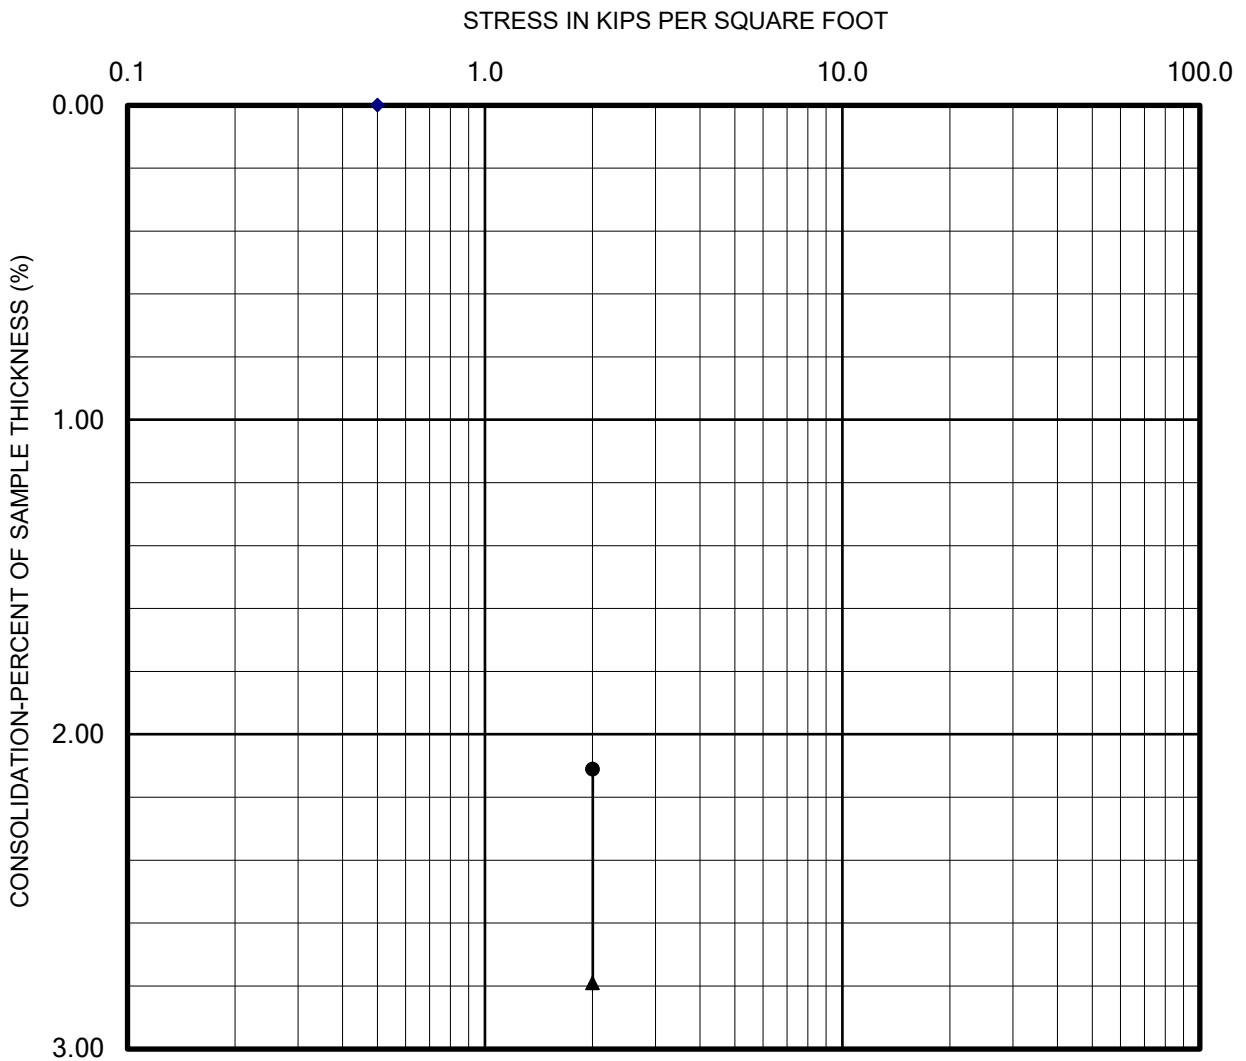 STRESS IN KIPS PER SQUARE FOOT
0.1 1.0 10.0 100.0
0.00
1.00
2.00
3.00
CONSOLIDATION-PERCENT OF SAMPLE THICKNESS (%)